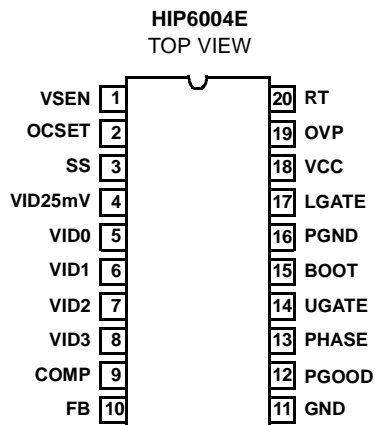 HIP6004E
TOP VIEW
VSEN 1 20 RT
OCSET 2 19 OVP
SS 3 18 VCC
VID25mV 4 17 LGATE
VID0 5 16 PGND
VID1 6 15 BOOT
VID2 7 14 UGATE
VID3 8 13 PHASE
COMP 9 12 PGOOD
FB 10 11 GND